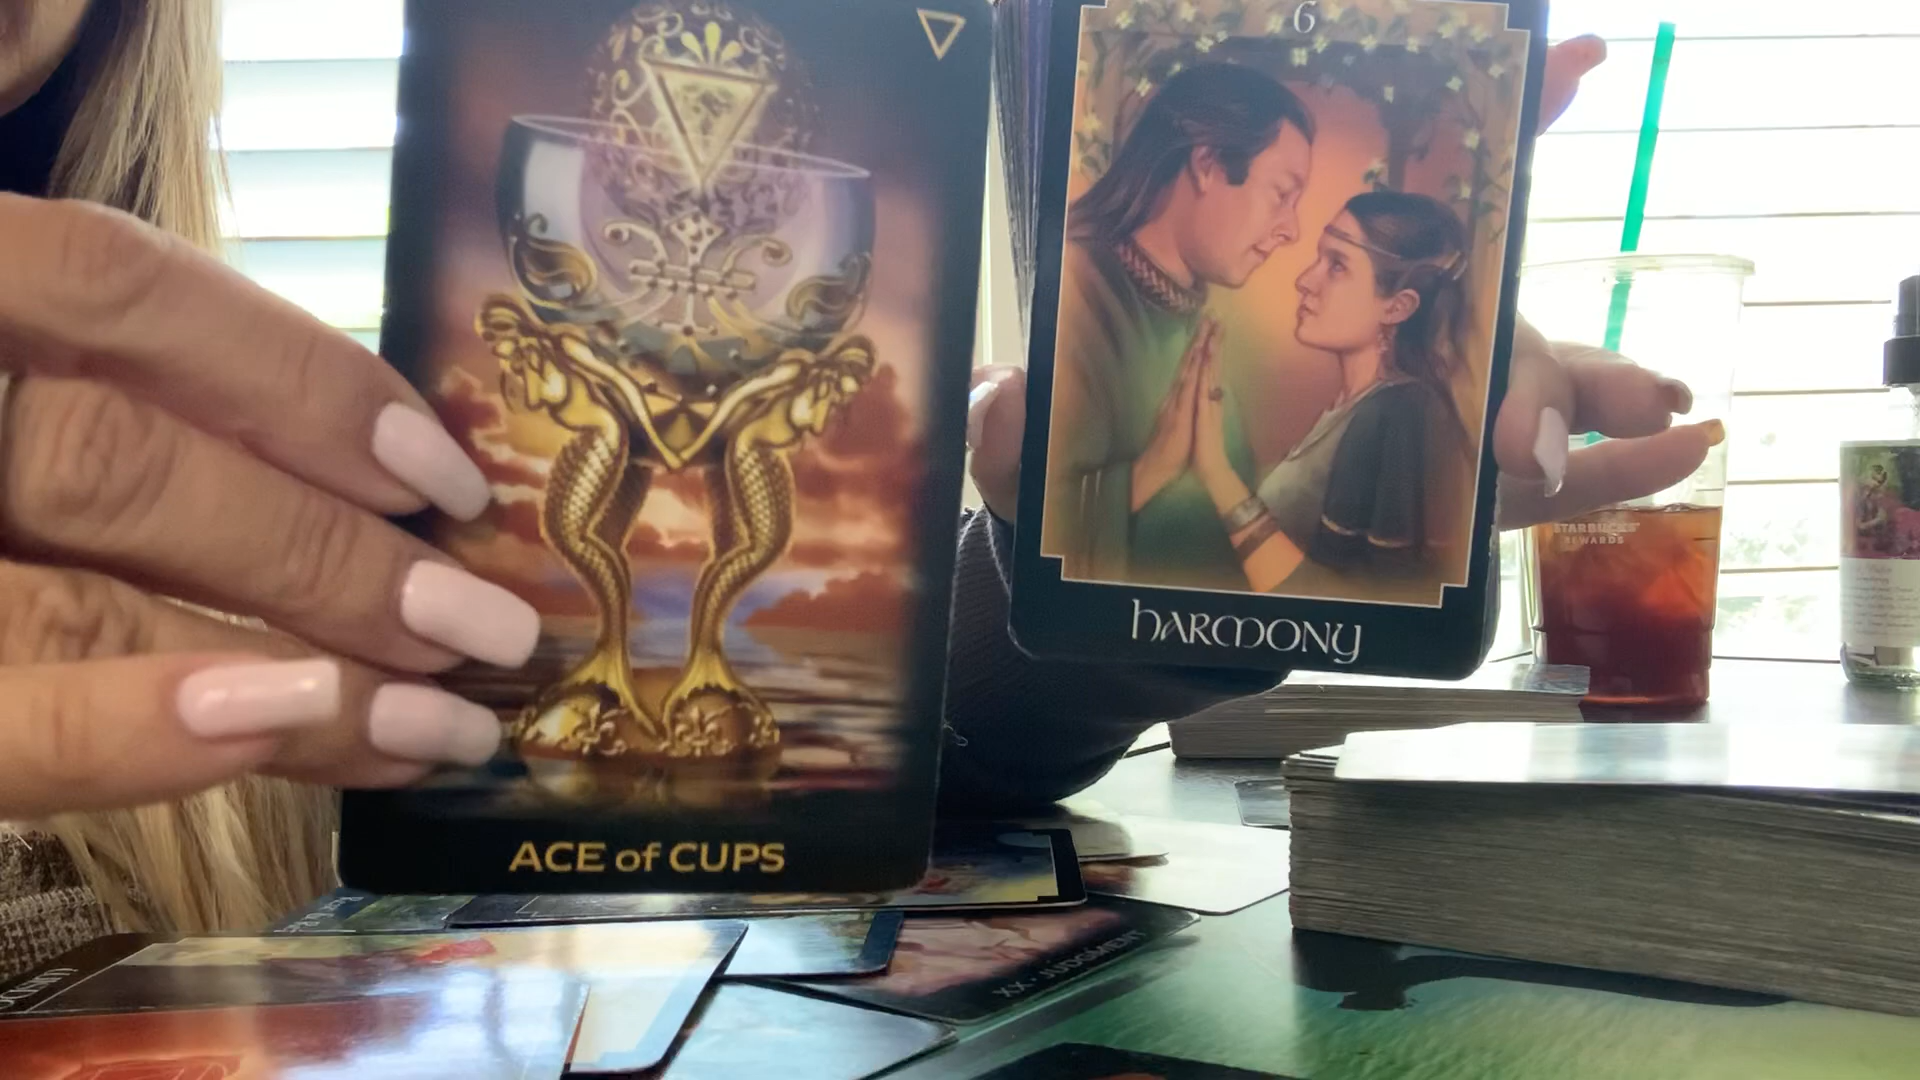 6
HARMONY
ACE of CUPS
STARBUCKS
REWARDS
XX • JUDGMENT